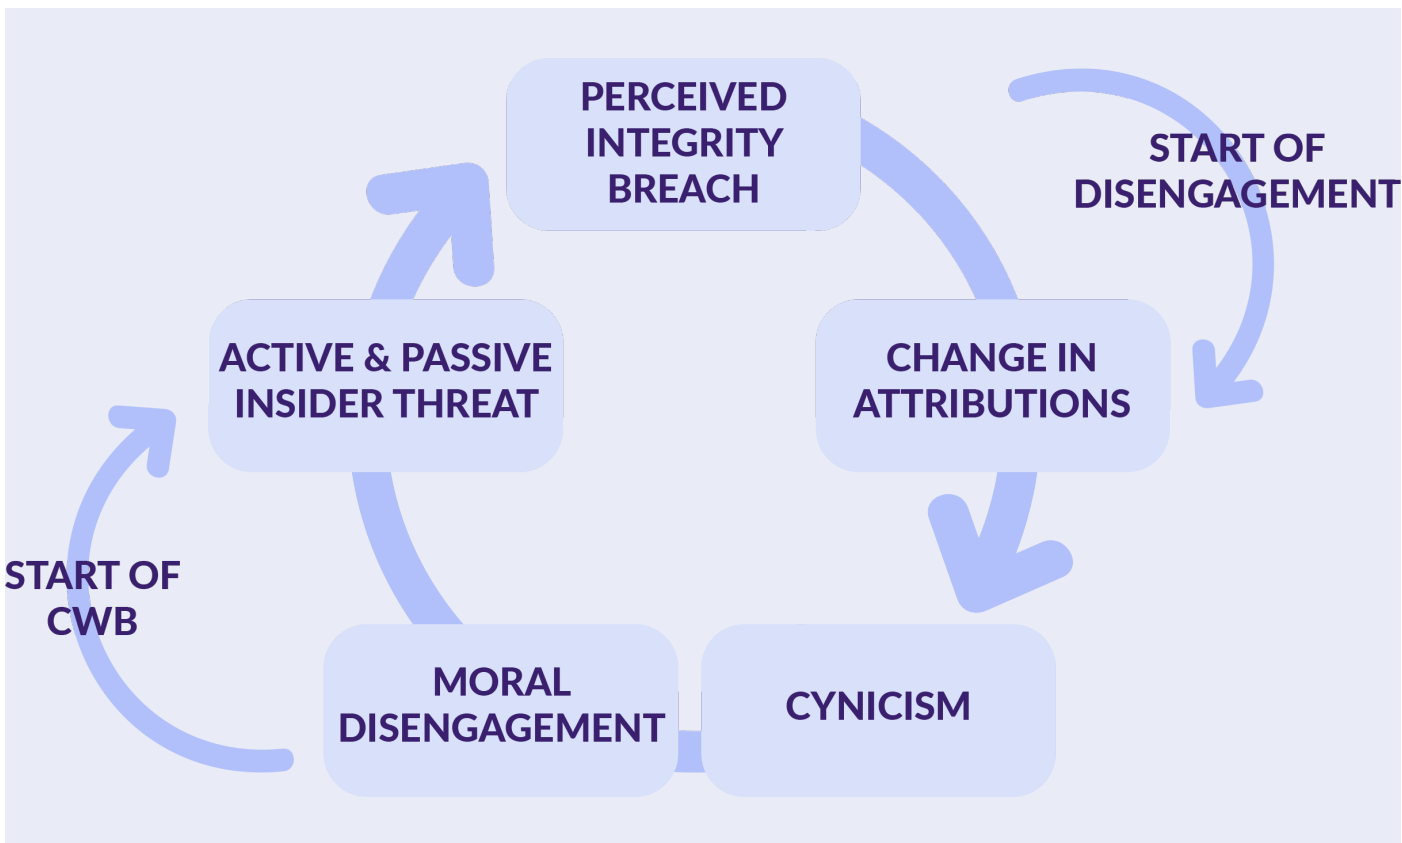 PERCEIVED
INTEGRITY
BREACH
START OF
DISENGAGEMENT
CHANGE IN
ATTRIBUTIONS
CYNICISM
MORAL
DISENGAGEMENT
START OF
CWB
ACTIVE & PASSIVE
INSIDER THREAT